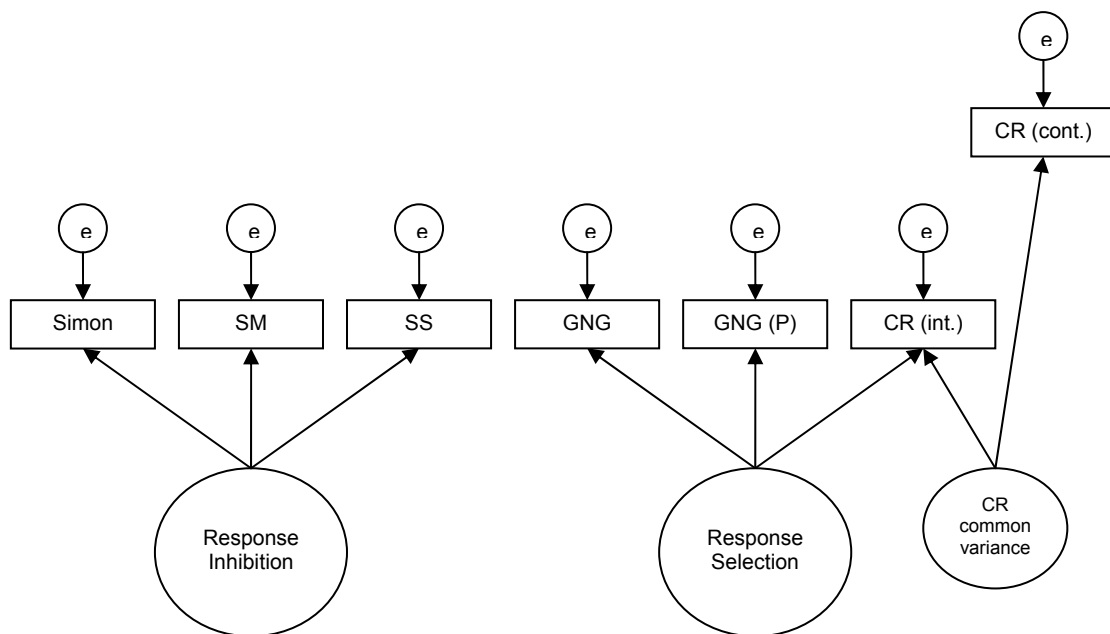 e
CR (cont.)
e
e
e
e
e
e
Simon
SM
SS
GNG
GNG (P)
CR (int.)
Response
Inhibition
Response
Selection
CR
common
variance